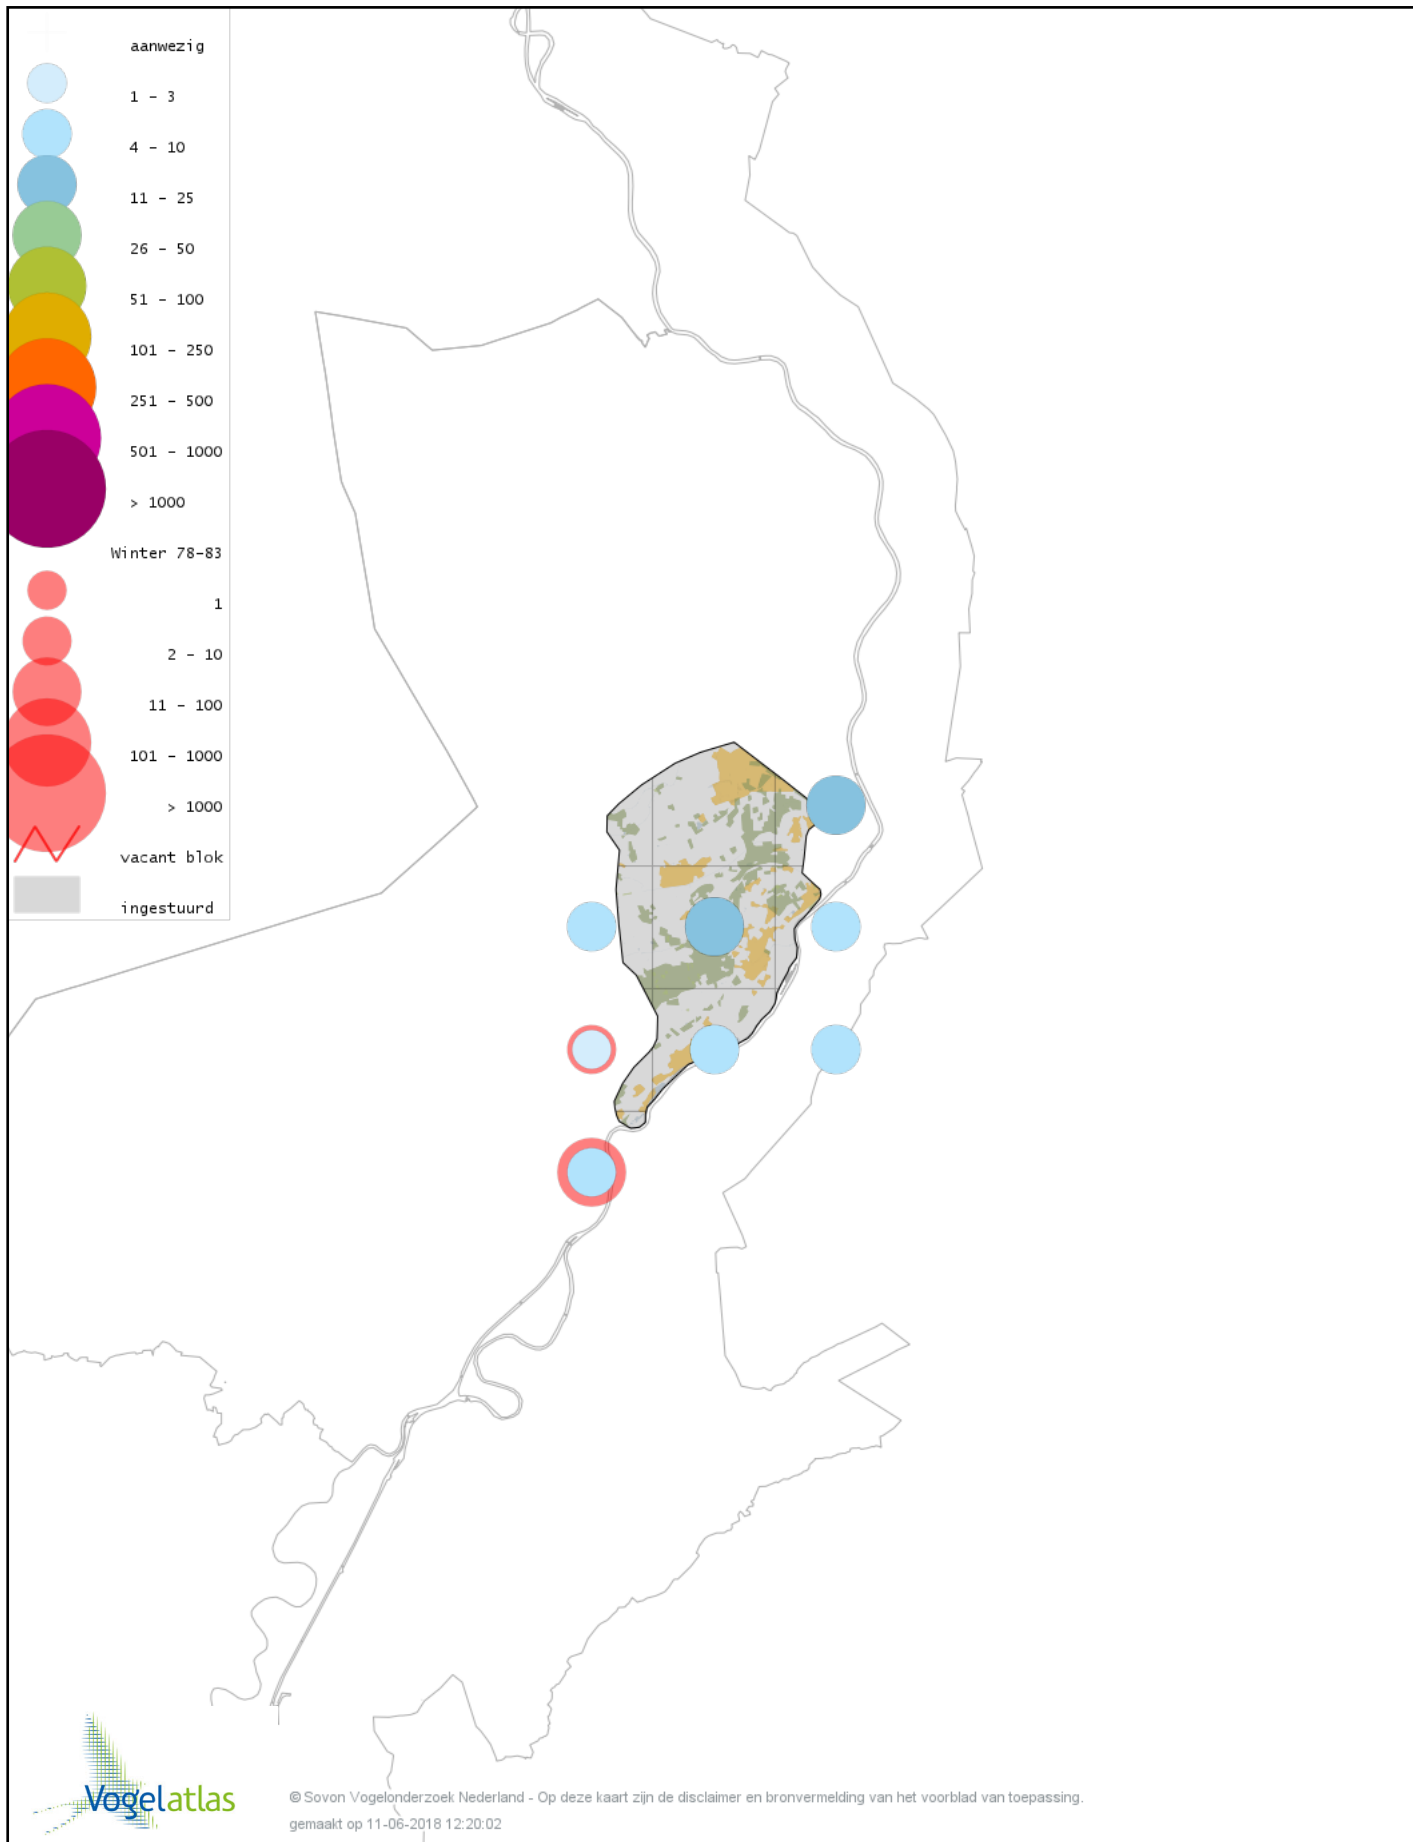 aanwezig
1 - 3
4 - 10
11 - 25
26 - 50
51 - 100
101 - 250
251 - 500
501 - 1000
> 1000
Winter 78-83
1
2 - 10
11 - 100
101 - 1000
> 1000
vacant blok
ingestuurd
Vogelatlas
© Sovon Vogelonderzoek Nederland - Op deze kaart zijn de disclaimer en bronvermelding van het voorblad van toepassing.
gemaakt op 11-06-2018 12:20:02